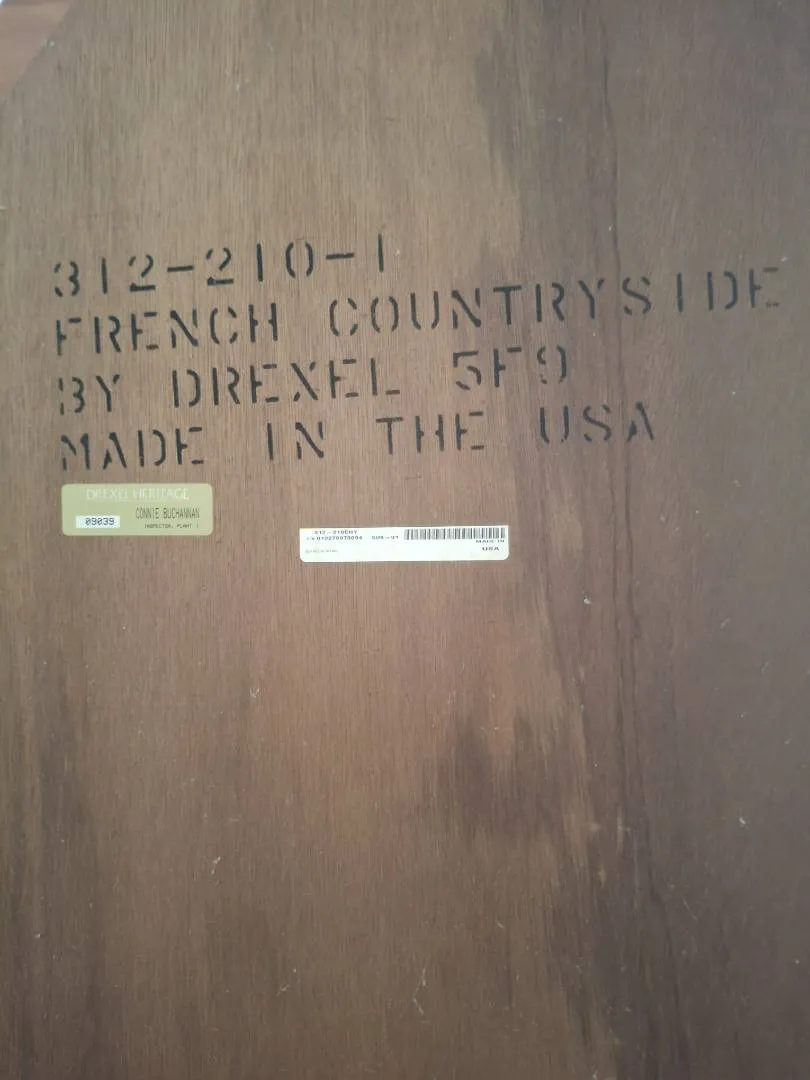 312-210-1
FRENCH COUNTRYSIDE
BY DREXEL 5F9
MADE IN THE USA
DREXEL HERITAGE
CONNIE BUCHANNAN
09039
INSPECTOR, PLANT 1
MADE IN
USA